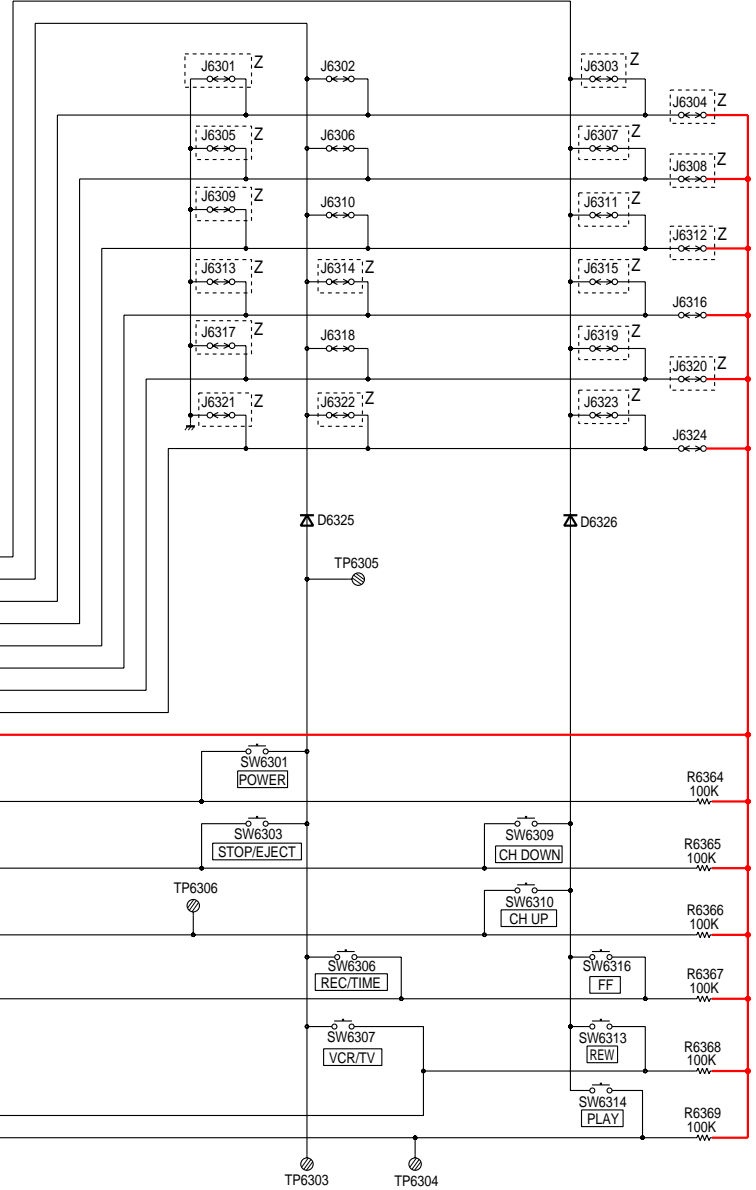 J6301 Z
J6302
J6303 Z
J6304 Z
J6305 Z
J6306
J6307 Z
J6308 Z
J6309 Z
J6310
J6311 Z
J6312 Z
J6313 Z
J6314 Z
J6315 Z
J6316
J6317 Z
J6318
J6319 Z
J6320 Z
J6321 Z
J6322 Z
J6323 Z
J6324
D6325
D6326
TP6305
SW6301
POWER
R6364
100K
SW6303
STOP/EJECT
SW6309
CH DOWN
R6365
100K
TP6306
SW6310
CH UP
R6366
100K
SW6306
REC/TIME
SW6316
FF
R6367
100K
SW6307
VCR/TV
SW6313
REW
R6368
100K
SW6314
PLAY
R6369
100K
TP6303
TP6304